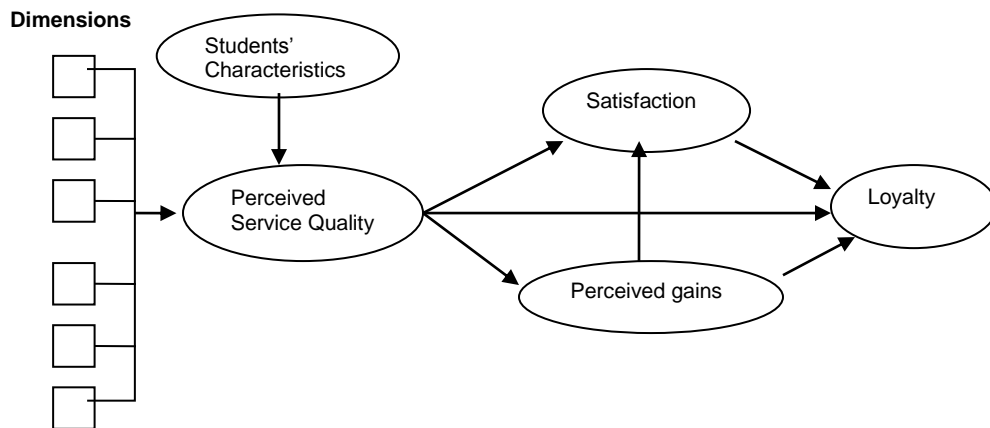 Dimensions
Students’
Characteristics
Satisfaction
Perceived
Service Quality
Loyalty
Perceived gains